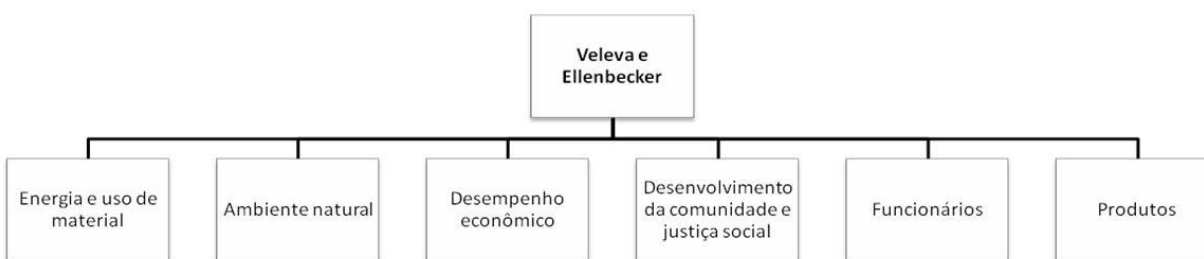 Veleva e
Ellenbecker
Energia e uso de
material
Ambiente natural
Desempenho
econômico
Desenvolvimento
da comunidade e
justiça social
Funcionários
Produtos